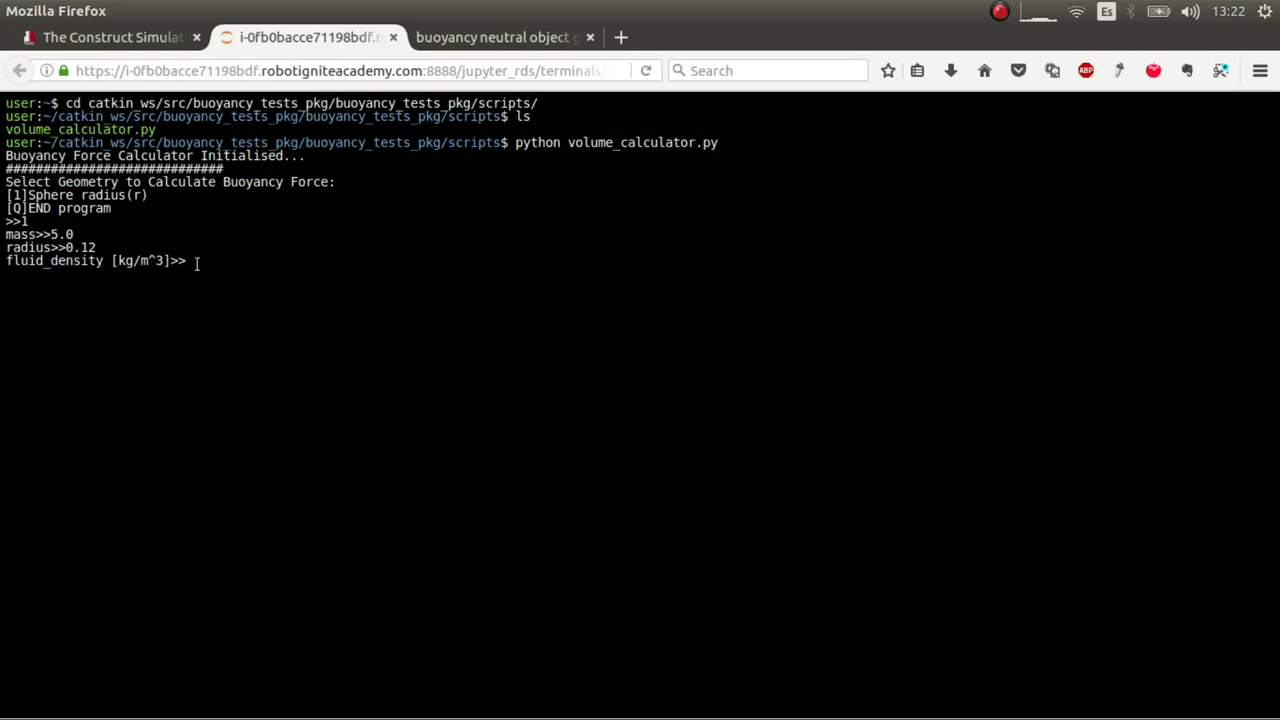 Mozilla Firefox
Es
13:22
The Construct Simulat
i-0fb0bacce71198bdf.r
buoyancy neutral object g
https://i-0fb0bacce71198bdf.robotigniteacademy.com:8888/jupyter_rds/terminals/
Search
ABP
user:~$ cd catkin_ws/src/buoyancy_tests_pkg/buoyancy_tests_pkg/scripts/
user:~/catkin_ws/src/buoyancy_tests_pkg/buoyancy_tests_pkg/scripts$ ls
volume_calculator.py
user:~/catkin_ws/src/buoyancy_tests_pkg/buoyancy_tests_pkg/scripts$ python volume_calculator.py
Buoyancy Force Calculator Initialised...
#############################
Select Geometry to Calculate Buoyancy Force:
[1]Sphere radius(r)
[Q]END program
>>1
mass>>5.0
radius>>0.12
fluid_density [kg/m^3]>>